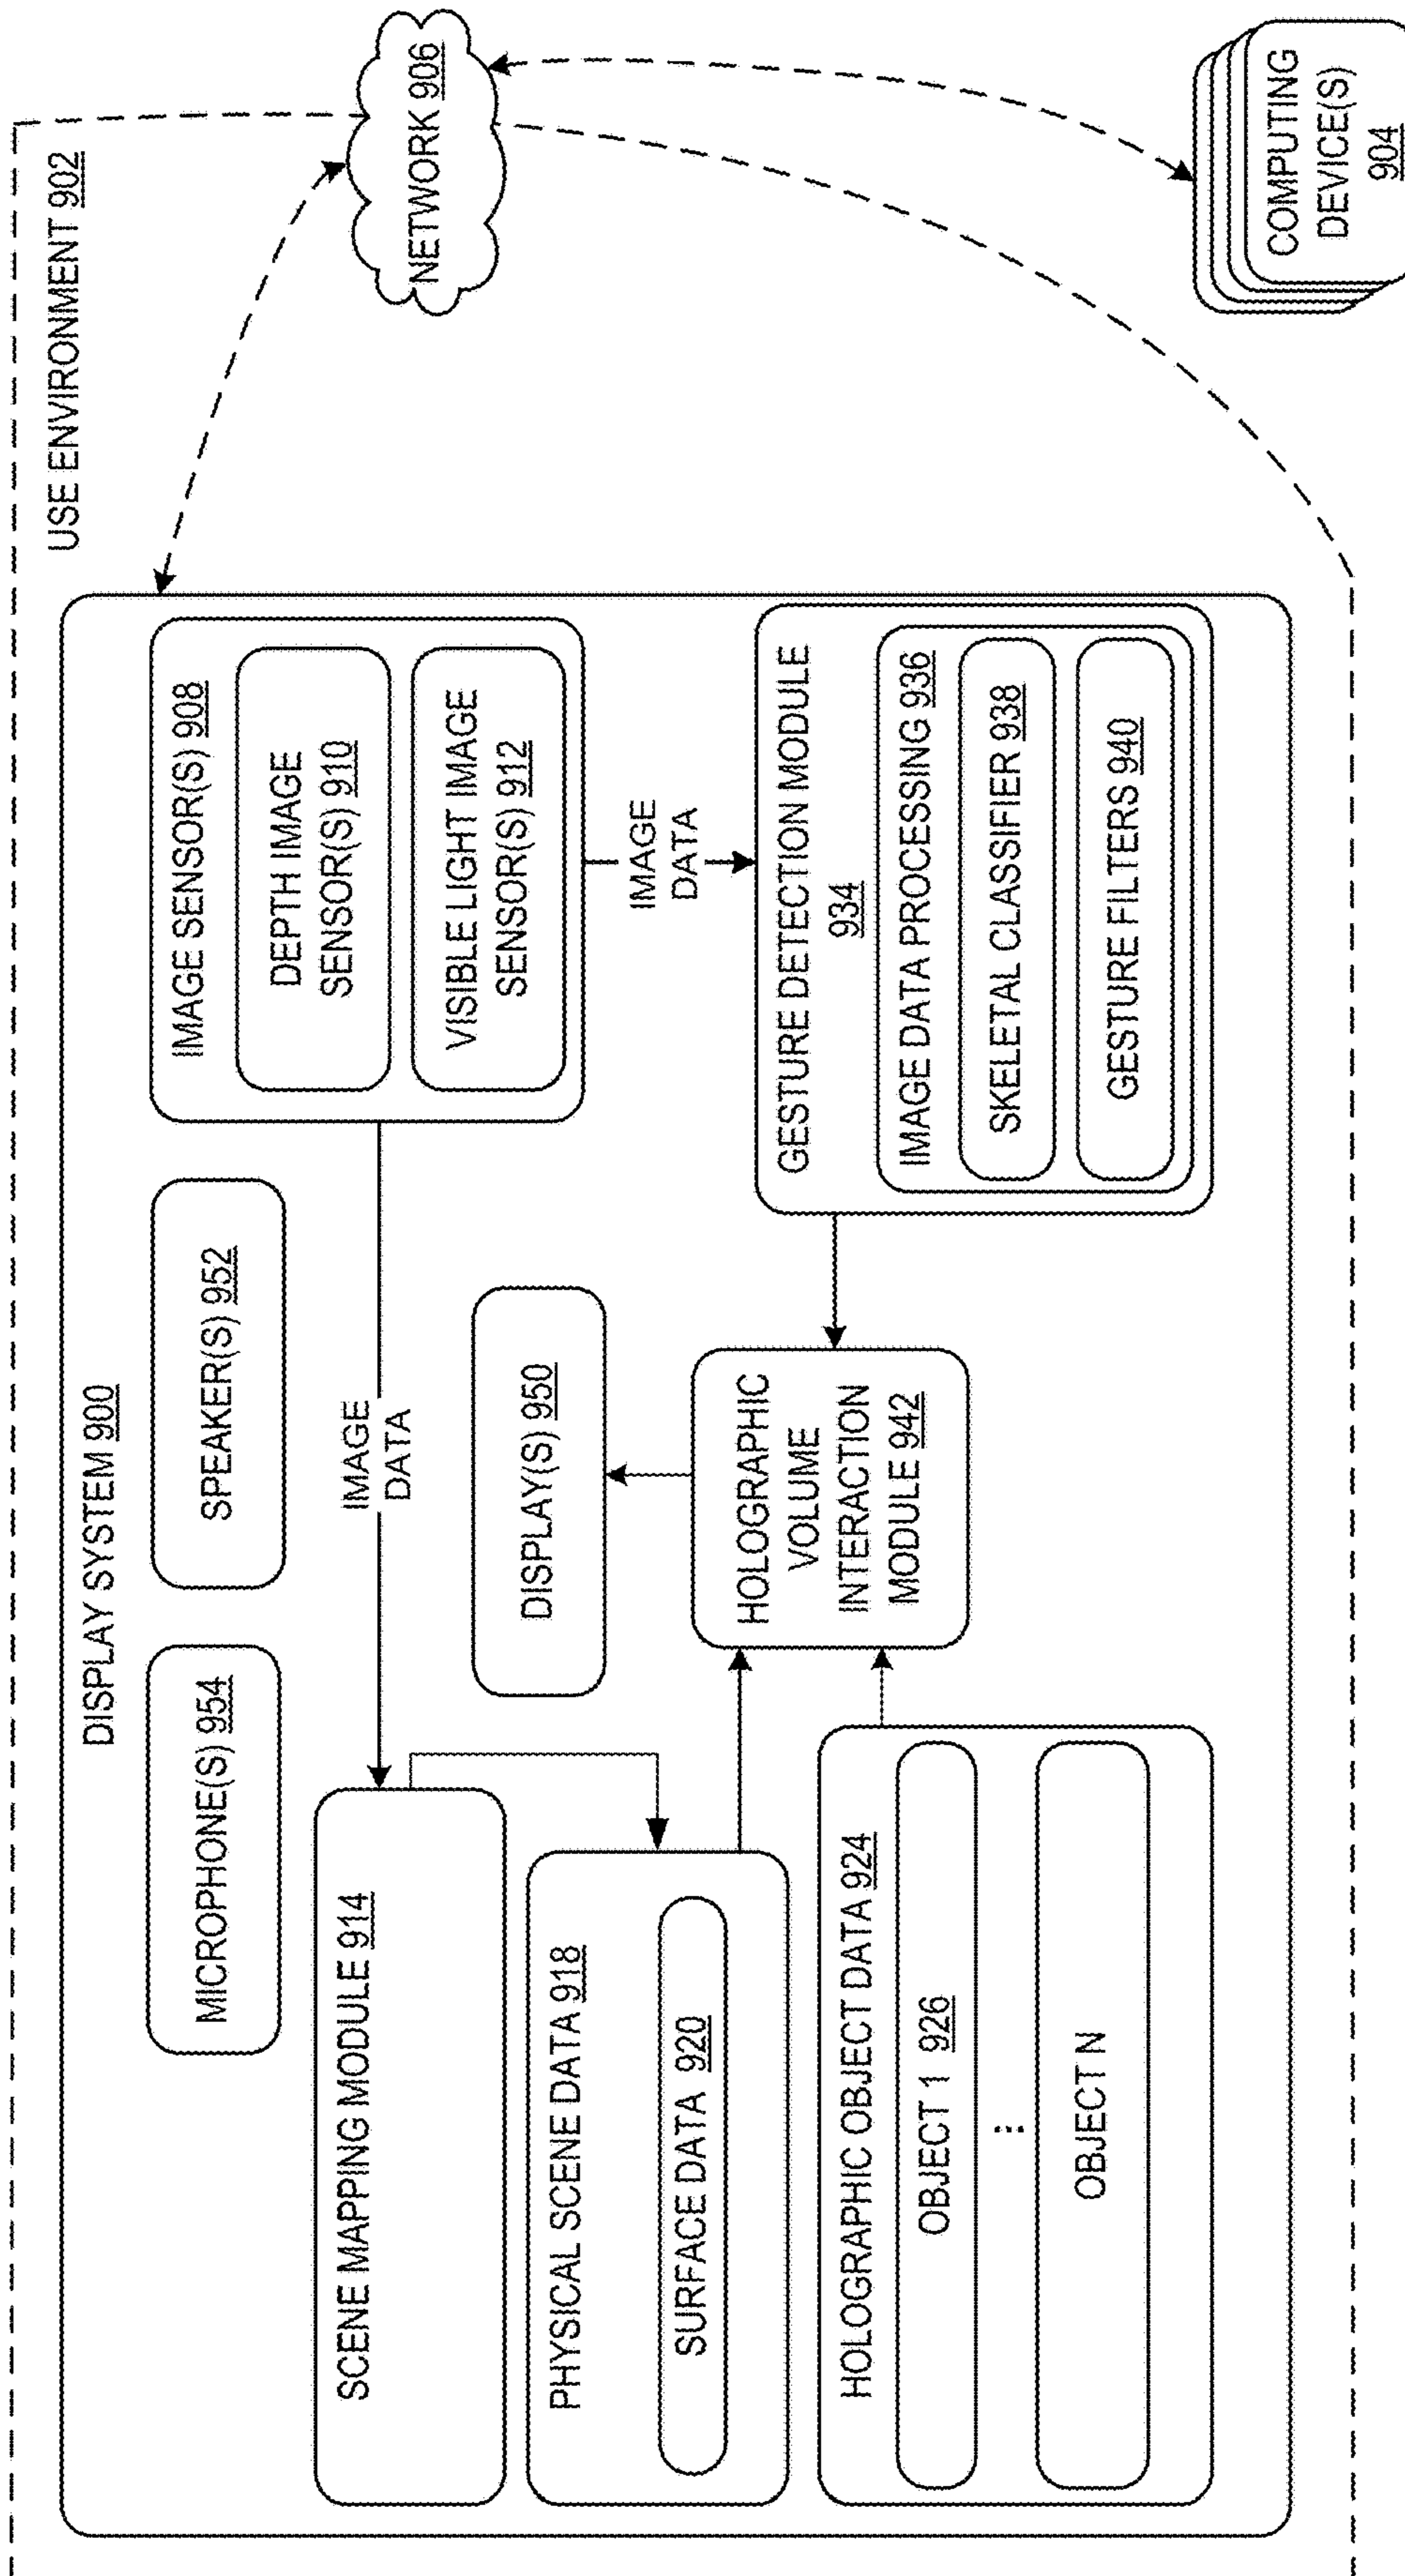 USE ENVIRONMENT 902
DISPLAY SYSTEM 900
MICROPHONE(S) 954
SPEAKER(S) 952
IMAGE SENSOR(S) 908
DEPTH IMAGE
SENSOR(S) 910
VISIBLE LIGHT IMAGE
SENSOR(S) 912
IMAGE
DATA
SCENE MAPPING MODULE 914
PHYSICAL SCENE DATA 918
SURFACE DATA 920
DISPLAY(S) 950
IMAGE
DATA
HOLOGRAPHIC
VOLUME
INTERACTION
MODULE 942
GESTURE DETECTION MODULE
934
IMAGE DATA PROCESSING 936
SKELETAL CLASSIFIER 938
GESTURE FILTERS 940
HOLOGRAPHIC OBJECT DATA 924
OBJECT 1 926
...
OBJECT N
NETWORK 906
COMPUTING
DEVICE(S)
904